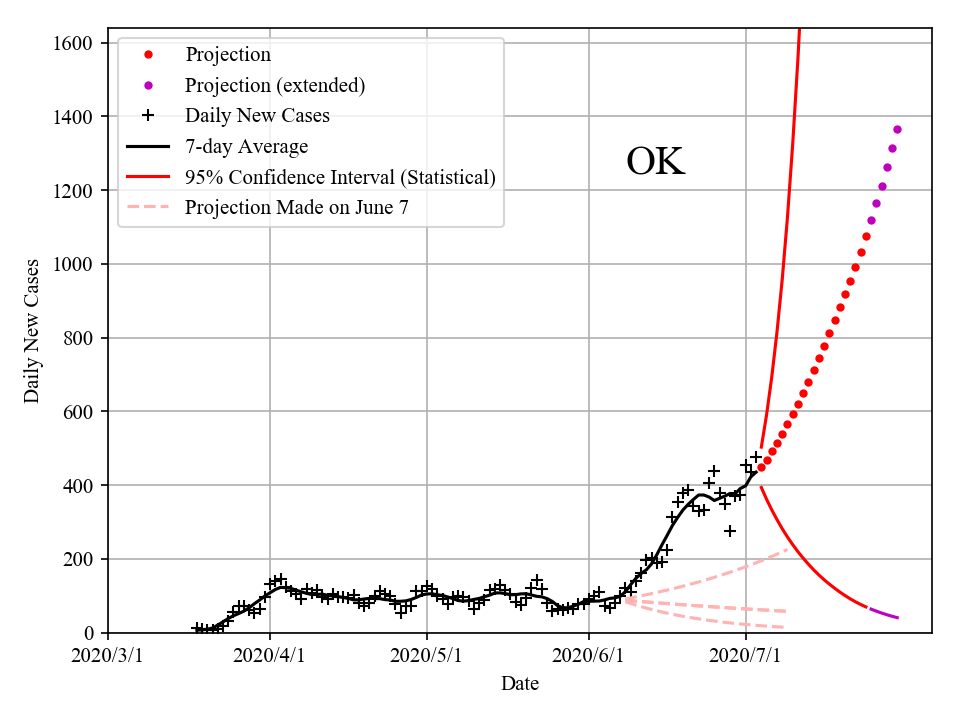 1600
1400
1200
1000
800
600
400
200
0
Daily New Cases
Projection
Projection (extended)
Daily New Cases
7-day Average
95% Confidence Interval (Statistical)
Projection Made on June 7
OK
2020/3/1 2020/4/1 2020/5/1 2020/6/1 2020/7/1
Date